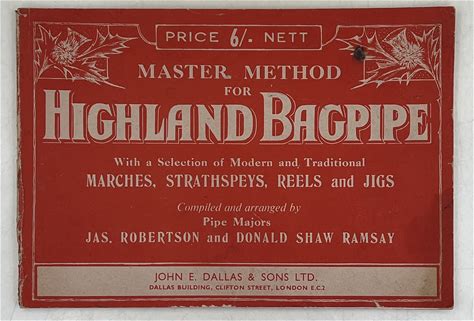 PRICE 6/- NETT
MASTER METHOD
FOR
HIGHLAND BAGPIPE
With a Selection of Modern and Traditional
MARCHES, STRATHSPEYS, REELS and JIGS
Compiled and arranged by
Pipe Majors
JAS. ROBERTSON and DONALD SHAW RAMSAY
JOHN E. DALLAS & SONS LTD.
DALLAS BUILDING, CLIFTON STREET, LONDON E.C.2